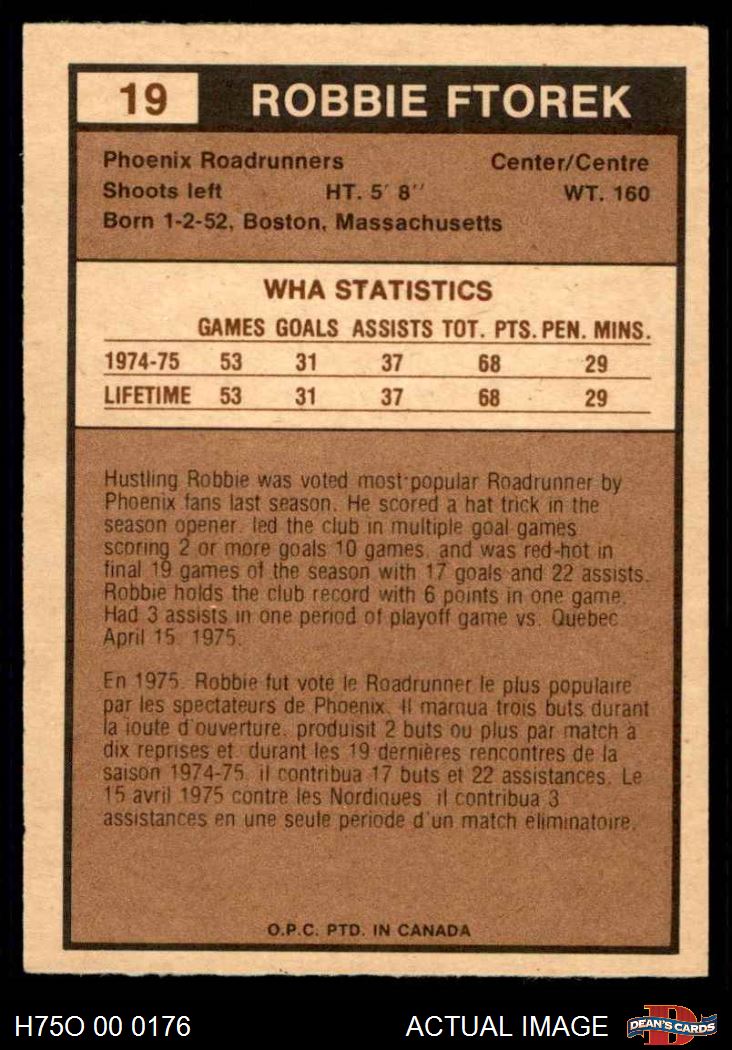 19 ROBBIE FTOREK
Phoenix Roadrunners Center/Centre
Shoots left HT. 5' 8'' WT. 160
Born 1-2-52, Boston, Massachusetts
WHA STATISTICS
GAMES GOALS ASSISTS TOT. PTS. PEN. MINS.
1974-75 53 31 37 68 29
LIFETIME 53 31 37 68 29
Hustling Robbie was voted most popular Roadrunner by
Phoenix fans last season. He scored a hat trick in the
season opener, led the club in multiple goal games
scoring 2 or more goals 10 games, and was red-hot in
final 19 games of the season with 17 goals and 22 assists.
Robbie holds the club record with 6 points in one game.
Had 3 assists in one period of playoff game vs. Quebec
April 15, 1975.
En 1975, Robbie fut voté le Roadrunner le plus populaire
par les spectateurs de Phoenix. Il marqua trois buts durant
la joute d'ouverture, produisit 2 buts ou plus par match à
dix reprises et, durant les 19 dernières rencontres de la
saison 1974-75, il contribua 17 buts et 22 assistances. Le
15 avril 1975 contre les Nordiques, il contribua 3
assistances en une seule période d'un match éliminatoire.
O.P.C. PTD. IN CANADA
H75O 00 0176 ACTUAL IMAGE DEAN'S CARDS